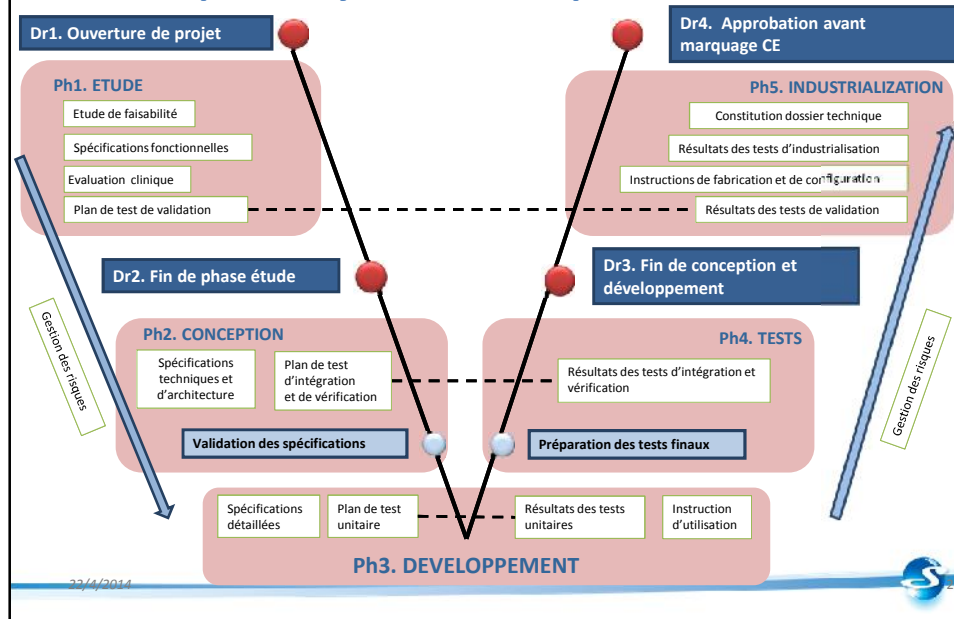 Dr1. Ouverture de projet
Dr4. Approbation avant
marquage CE
Ph1. ETUDE
Etude de faisabilité
Spécifications fonctionnelles
Evaluation clinique
Plan de test de validation
Ph5. INDUSTRIALIZATION
Constitution dossier technique
Résultats des tests d'industrialisation
Instructions de fabrication et de configuration
Résultats des tests de validation
Dr2. Fin de phase étude
Dr3. Fin de conception et
développement
Gestion des risques
Ph2. CONCEPTION
Spécifications
techniques et
d'architecture
Plan de test
d'intégration
et de vérification
Validation des spécifications
Ph4. TESTS
Résultats des tests d'intégration et
vérification
Préparation des tests finaux
Gestion des risques
Spécifications
détaillées
Plan de test
unitaire
Résultats des tests
unitaires
Instruction
d'utilisation
Ph3. DEVELOPPEMENT
22/4/2014
2